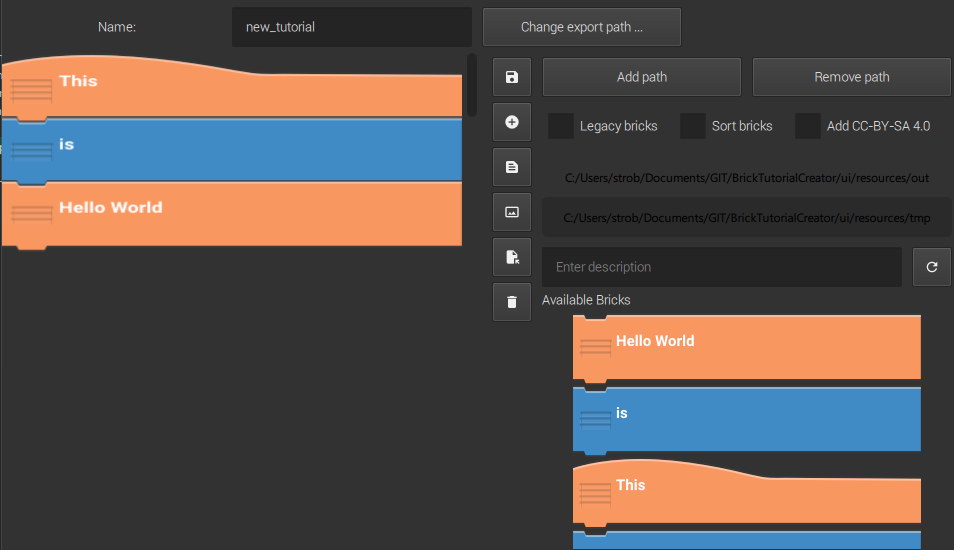 Name:
new_tutorial
Change export path ...
This
is
Hello World
Add path
Remove path
Legacy bricks
Sort bricks
Add CC-BY-SA 4.0
C:/Users/strob/Documents/GIT/BrickTutorialCreator/ui/resources/out
C:/Users/strob/Documents/GIT/BrickTutorialCreator/ui/resources/tmp
Enter description
Available Bricks
Hello World
is
This